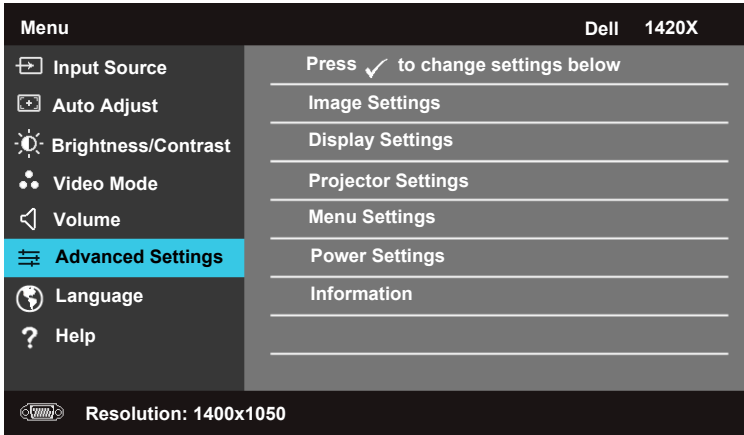 Menu
Dell 1420X
Input Source
Auto Adjust
Brightness/Contrast
Video Mode
Volume
Advanced Settings
Language
? Help
Press ✓ to change settings below
Image Settings
Display Settings
Projector Settings
Menu Settings
Power Settings
Information
Resolution: 1400x1050